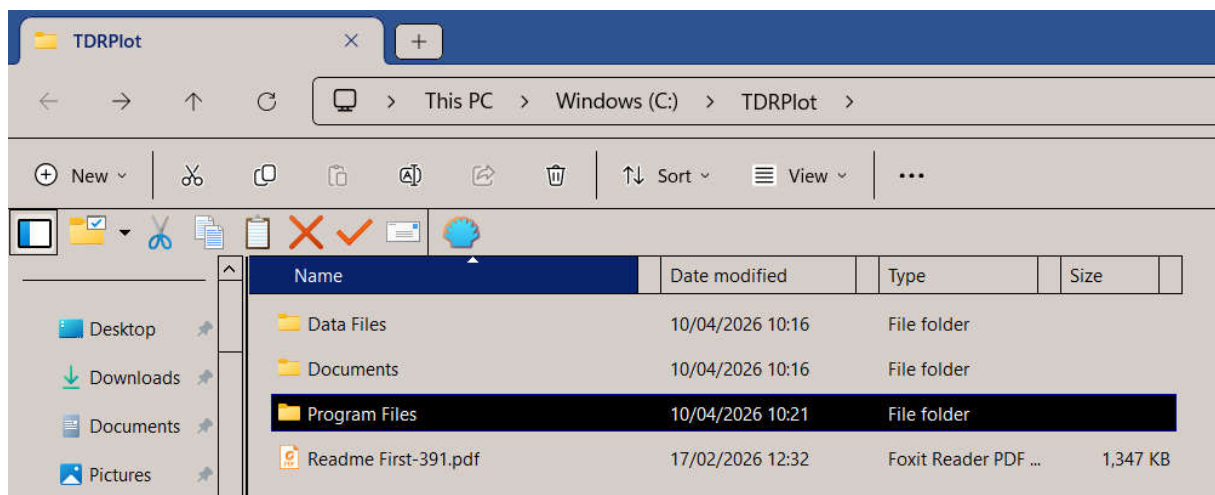 TDRPlot
This PC > Windows (C:) > TDRPlot >
New Sort View
Name Date modified Type Size
Desktop
Downloads
Documents
Pictures
Data Files 10/04/2026 10:16 File folder
Documents 10/04/2026 10:16 File folder
Program Files 10/04/2026 10:21 File folder
Readme First-391.pdf 17/02/2026 12:32 Foxit Reader PDF ... 1,347 KB